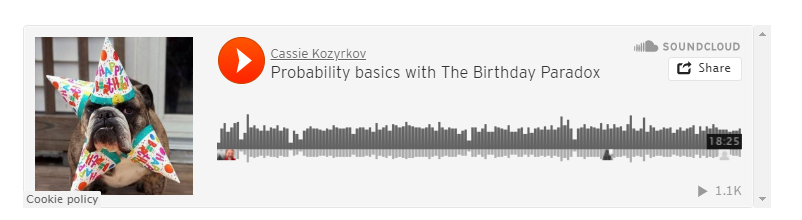 Cassie Kozyrkov
Probability basics with The Birthday Paradox
SOUNDCLOUD
Share
18:25
1.1K
Cookie policy